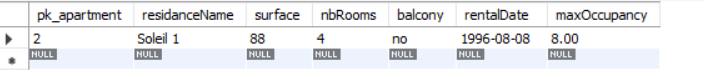 pk_apartment residanceName surface nbRooms balcony rentalDate maxOccupancy
2 Soleil 1 88 4 no 1996-08-08 8.00
NULL NULL NULL NULL NULL NULL NULL